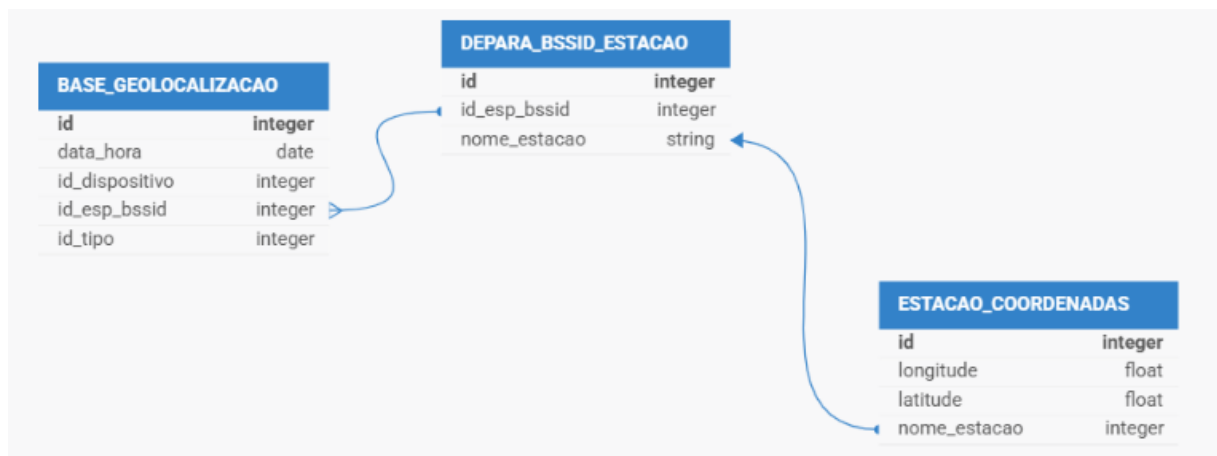 BASE_GEOLOCALIZACAO
id integer
data_hora date
id_dispositivo integer
id_esp_bssid integer
id_tipo integer
DEPARA_BSSID_ESTACAO
id integer
id_esp_bssid integer
nome_estacao string
ESTACAO_COORDENADAS
id integer
longitude float
latitude float
nome_estacao integer